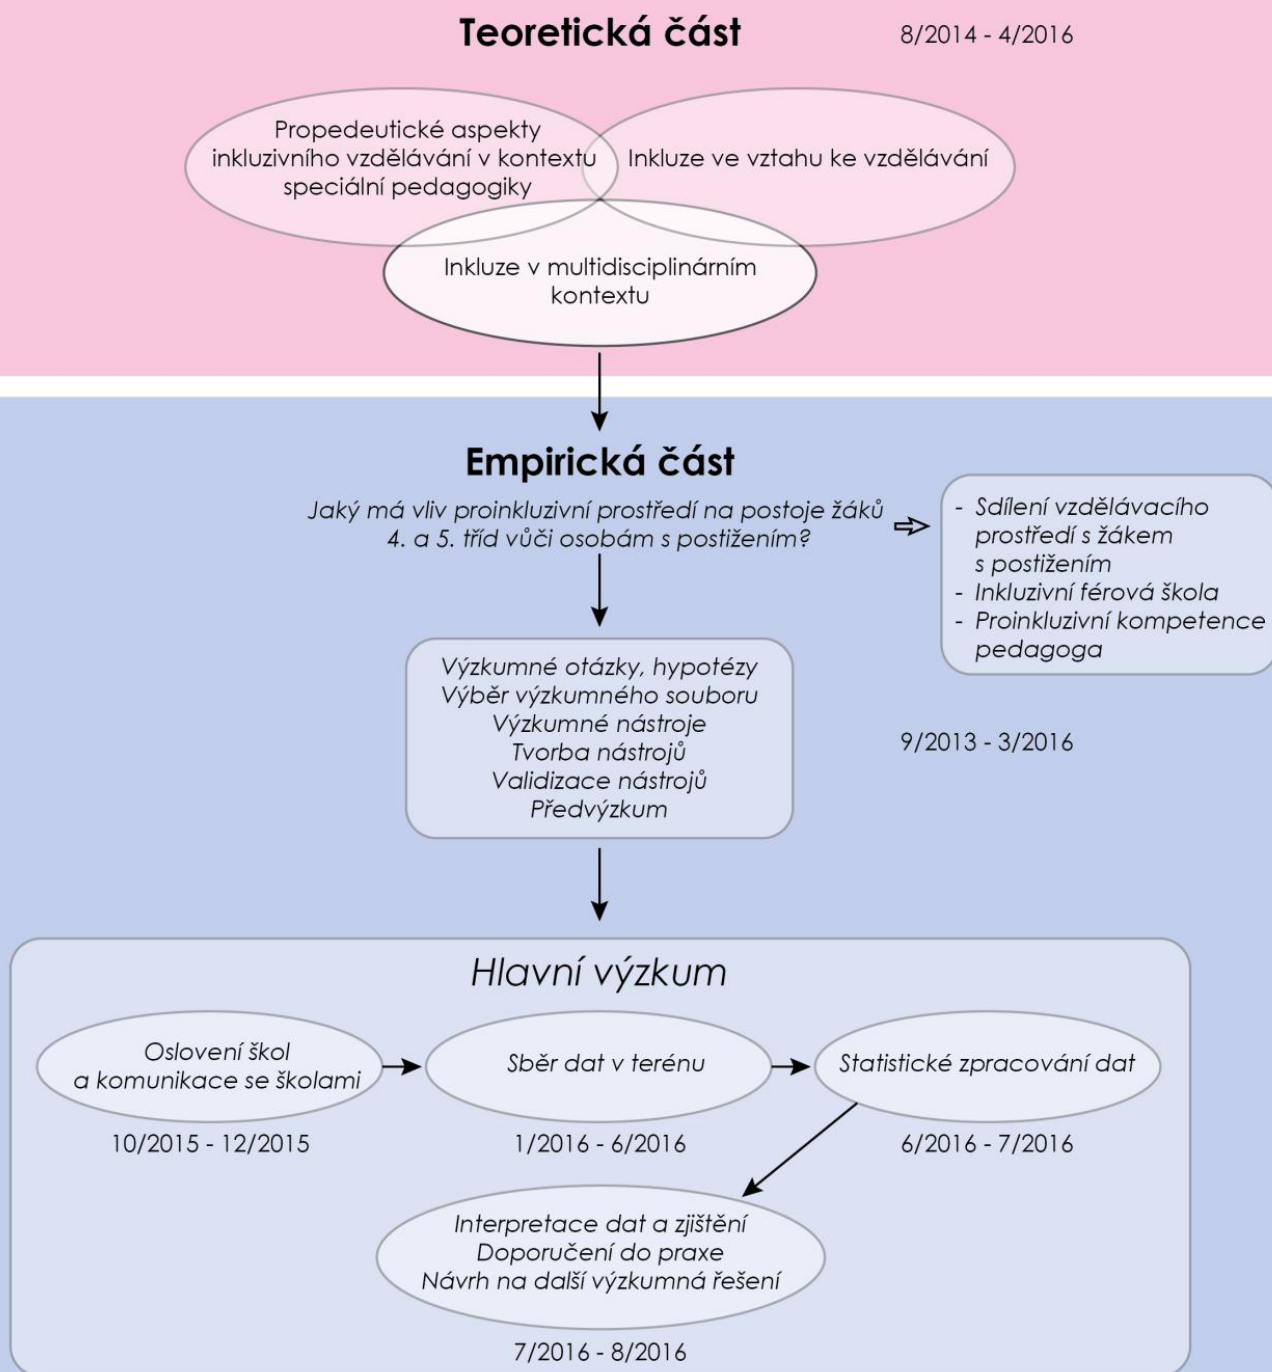 Teoretická část
8/2014 - 4/2016
Propedeutické aspekty
inkluzivního vzdělávání v kontextu
speciální pedagogiky
Inkluze ve vztahu ke vzdělávání
Inkluze v multidisciplinárním
kontextu
Empirická část
Jaký má vliv proinkluzivní prostředí na postoje žáků
4. a 5. tříd vůči osobám s postižením?
- Sdílení vzdělávacího
prostředí s žákem
s postižením
- Inkluzivní férová škola
- Proinkluzivní kompetence
pedagoga
Výzkumné otázky, hypotézy
Výběr výzkumného souboru
Výzkumné nástroje
Tvorba nástrojů
Validizace nástrojů
Předvýzkum
9/2013 - 3/2016
Hlavní výzkum
Oslovení škol
a komunikace se školami
10/2015 - 12/2015
Sběr dat v terénu
1/2016 - 6/2016
Statistické zpracování dat
6/2016 - 7/2016
Interpretace dat a zjištění
Doporučení do praxe
Návrh na další výzkumná řešení
7/2016 - 8/2016